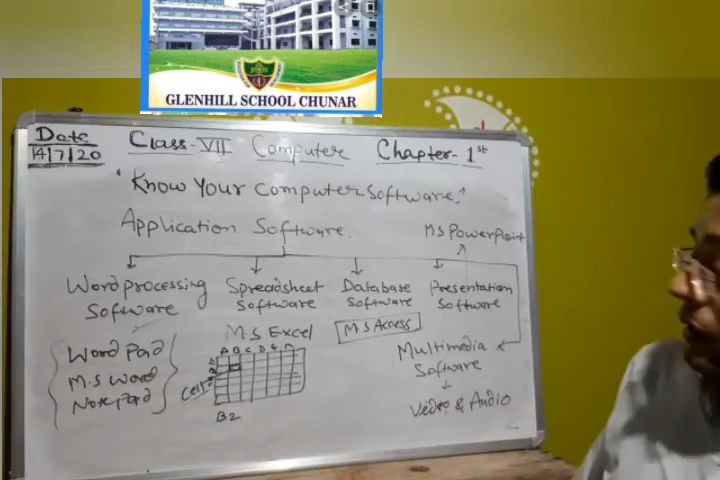 GLENHILL SCHOOL CHUNAR
Date
14/7/20
Class-VII Computer Chapter-1st
"Know Your Computer Software."
Application Software.
MS PowerPoint
Word processing Software
Spreadsheet Software
Database Software
Presentation Software
Word Pad
M.S Word
Notepad
M.S Excel
A B C D E
Cell
B2
M S Access
Multimedia Software
Video & Audio